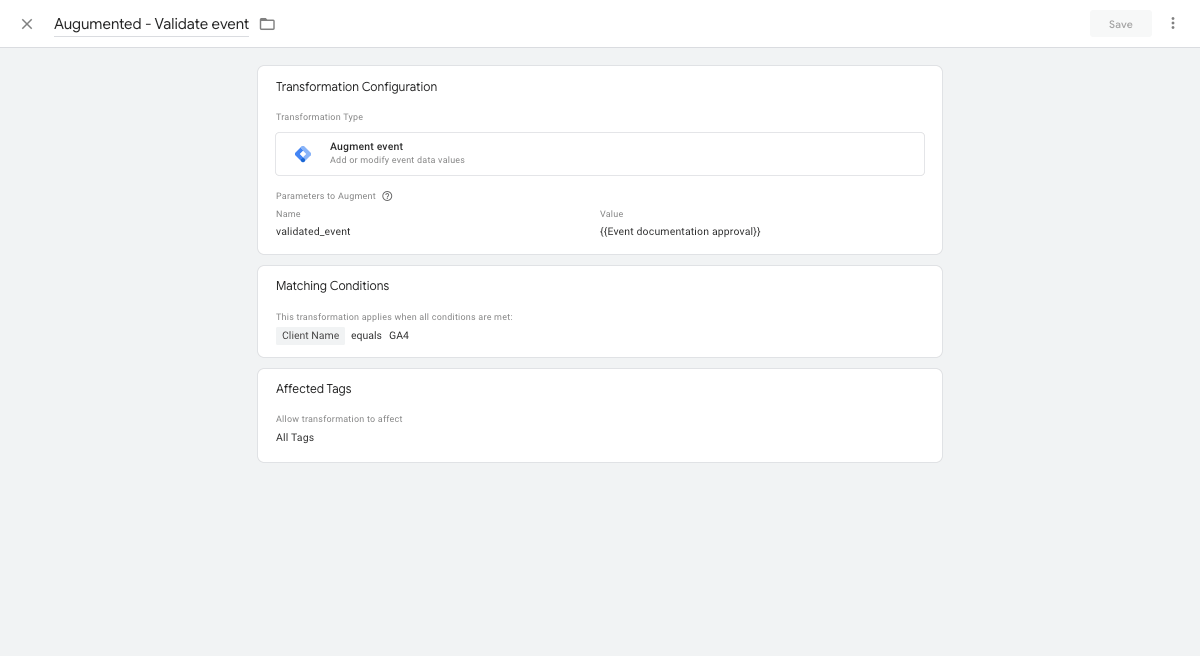 Augumented - Validate event
Save
Transformation Configuration
Transformation Type
Augment event
Add or modify event data values
Parameters to Augment
Name Value
validated_event {{Event documentation approval}}
Matching Conditions
This transformation applies when all conditions are met:
Client Name equals GA4
Affected Tags
Allow transformation to affect
All Tags